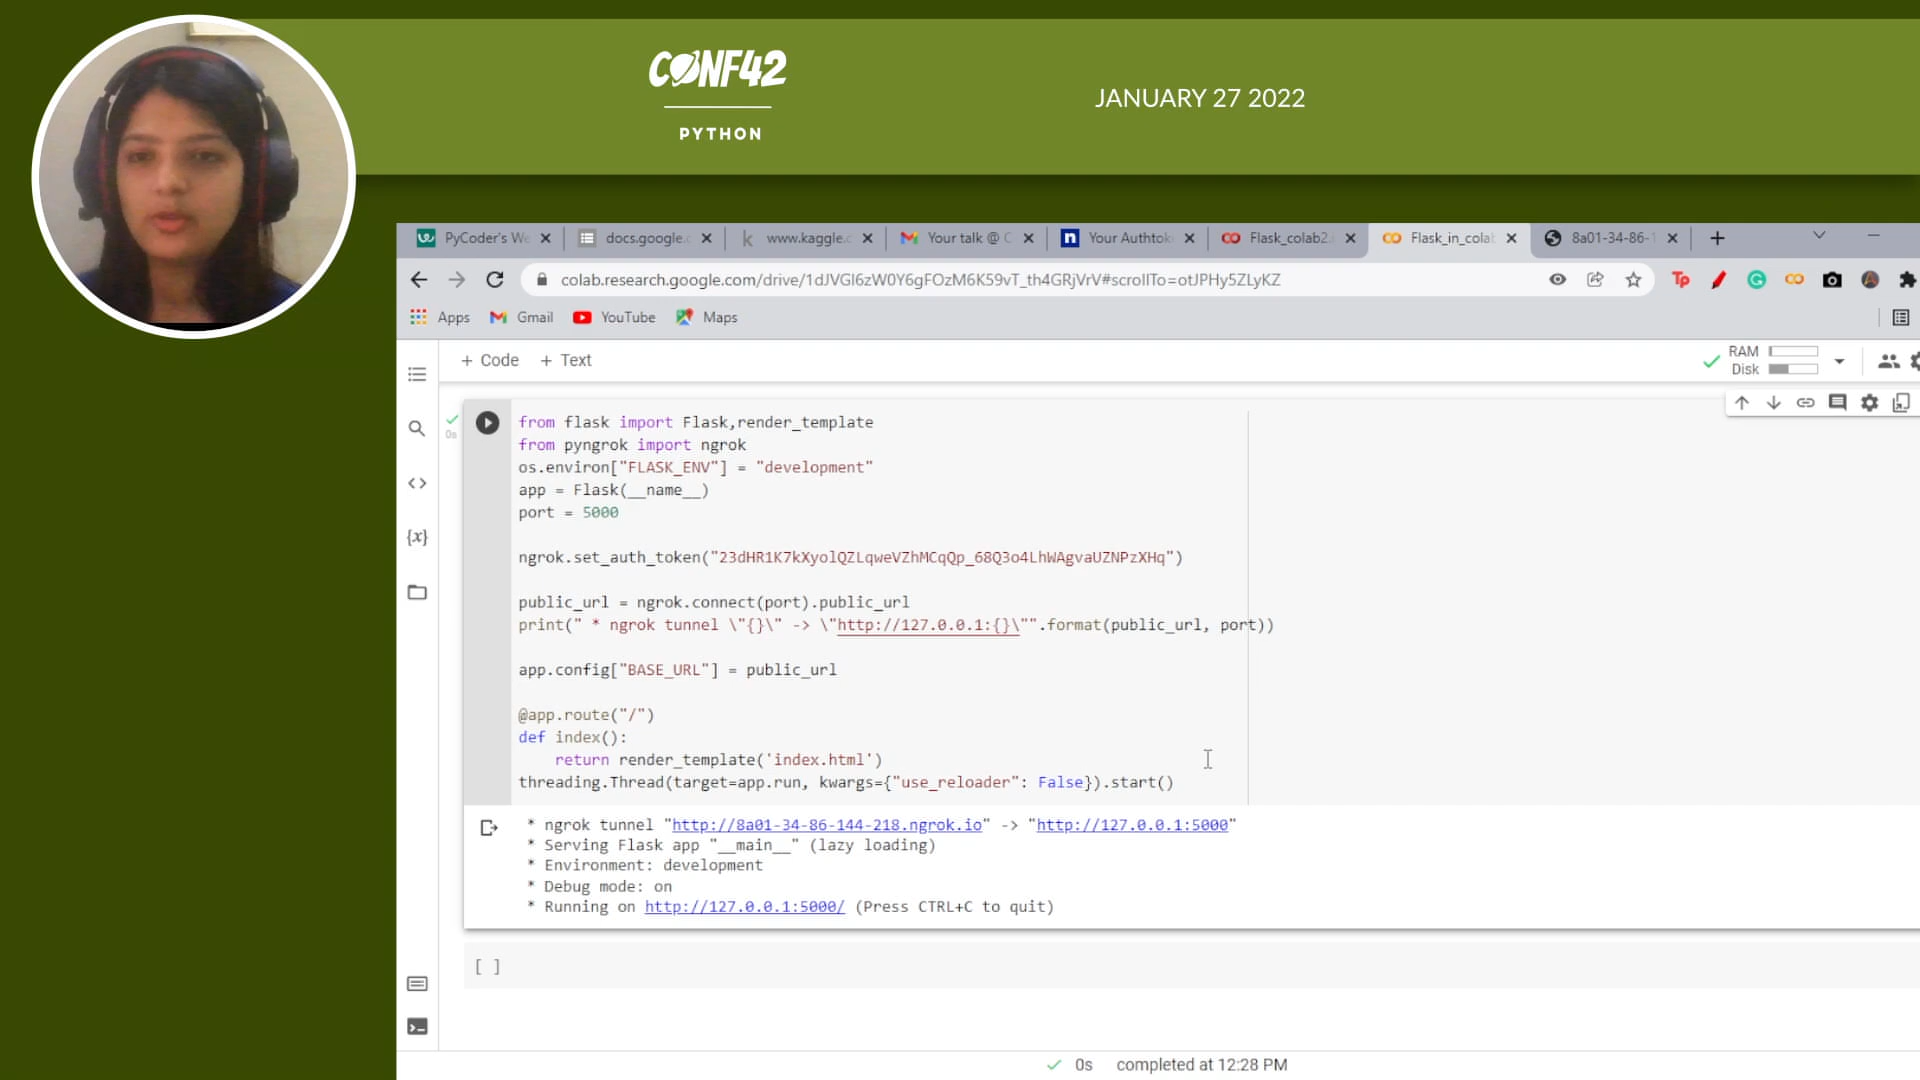 CONF42
PYTHON
JANUARY 27 2022
PyCoder's We
docs.google.c
www.kaggle.c
Your talk @ C
Your Authtok
Flask_colab2.
Flask_in_colab
8a01-34-86-1
colab.research.google.com/drive/1dJVGI6zW0Y6gFOzM6K59vT_th4GRjVrV#scrollTo=otJPHy5ZLyKZ
Apps Gmail YouTube Maps
+ Code + Text
RAM
Disk
0s
from flask import Flask,render_template
from pyngrok import ngrok
os.environ["FLASK_ENV"] = "development"
app = Flask(__name__)
port = 5000
ngrok.set_auth_token("23dHR1K7kXyolQZLqweVZhMCqQp_68Q3o4LhWAgvaUZNPzXHq")
public_url = ngrok.connect(port).public_url
print(" * ngrok tunnel \"{}\" -> \"http://127.0.0.1:{}\"".format(public_url, port))
app.config["BASE_URL"] = public_url
@app.route("/")
def index():
    return render_template('index.html')
threading.Thread(target=app.run, kwargs={"use_reloader": False}).start()
* ngrok tunnel "http://8a01-34-86-144-218.ngrok.io" -> "http://127.0.0.1:5000"
* Serving Flask app "__main__" (lazy loading)
* Environment: development
* Debug mode: on
* Running on http://127.0.0.1:5000/ (Press CTRL+C to quit)
[ ]
0s completed at 12:28 PM